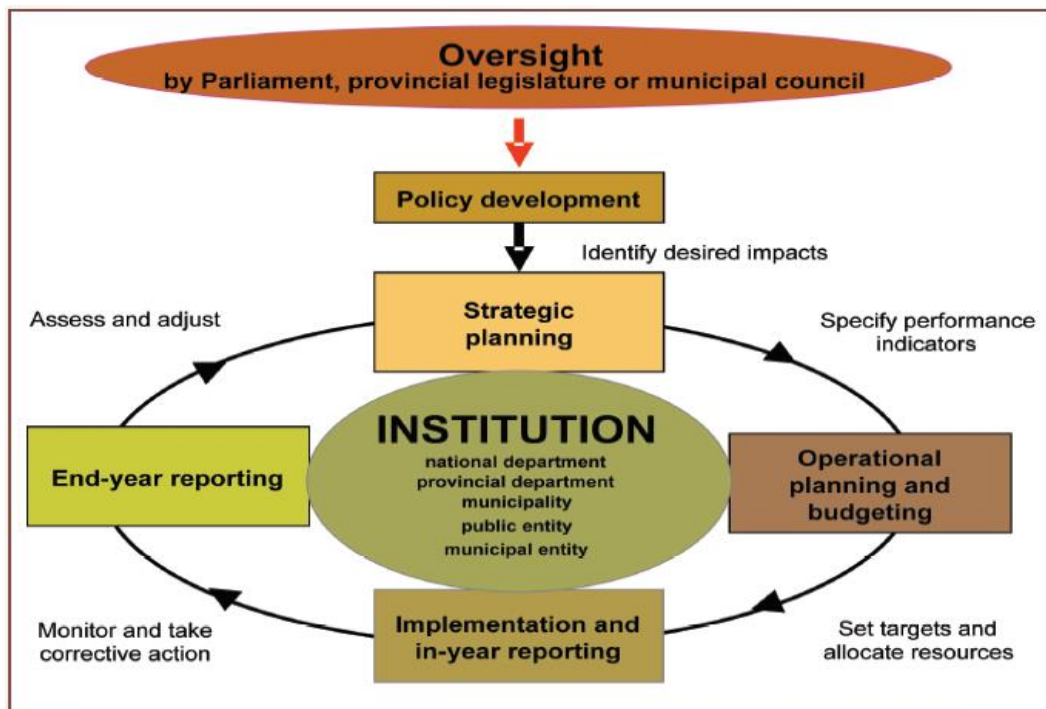 Oversight
by Parliament, provincial legislature or municipal council
Policy development
Identify desired impacts
Strategic
planning
Assess and adjust
Specify performance
indicators
INSTITUTION
national department
provincial department
municipality
public entity
municipal entity
End-year reporting
Operational
planning and
budgeting
Implementation and
in-year reporting
Monitor and take
corrective action
Set targets and
allocate resources